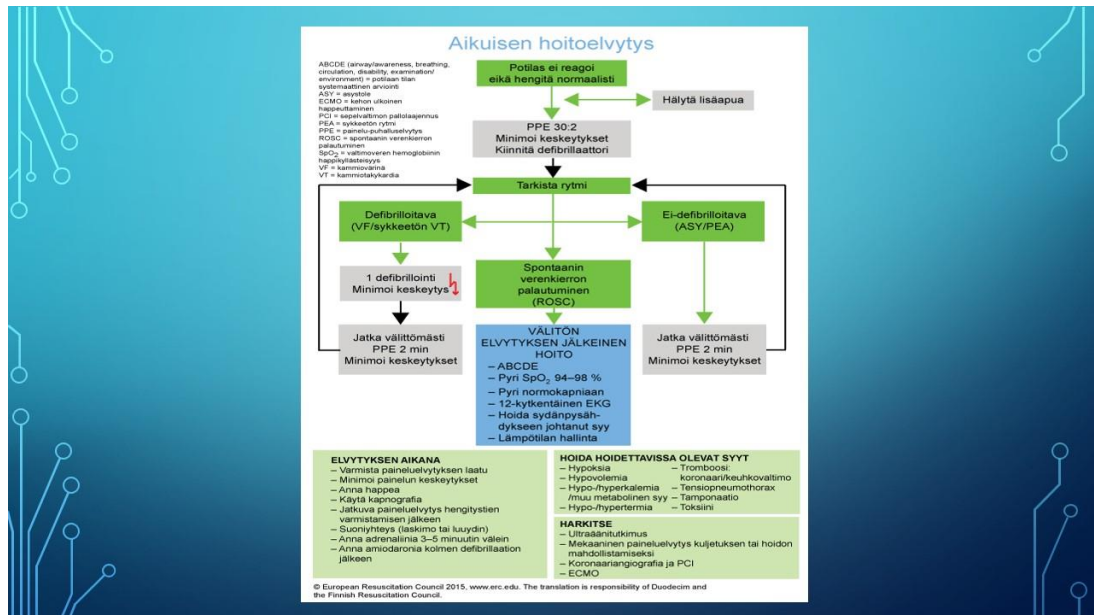 Aikuisen hoitoelvytys
ABCDE (airway/awareness, breathing,
circulation, disability, examination/
environment) = potilaan tilan
systemaattinen arviointi
ASY = asystole
ECMO = kehon ulkoinen
happeuttaminen
PCI = sepelvaltimon pallolaajennus
PEA = sykkeetön rytmi
PPE = painelu-puhalluselvytys
ROSC = spontaanin verenkierron
palautuminen
SpO₂ = valtimoveren hemoglobiinin
happikyllästeisyys
VF = kammiovärinä
VT = kammiotakykardia
Potilas ei reagoi
eikä hengitä normaalisti
Hälytä lisäapua
PPE 30:2
Minimoi keskeytykset
Kiinnitä defibrillaattori
Tarkista rytmi
Defibrilloitava
(VF/sykkeetön VT)
Ei-defibrilloitava
(ASY/PEA)
1 defibrillointi
Minimoi keskeytys
Spontaanin
verenkierron
palautuminen
(ROSC)
Jatka välittömästi
PPE 2 min
Minimoi keskeytykset
VÄLITÖN
ELVYTYKSEN JÄLKEINEN
HOITO
– ABCDE
– Pyri SpO₂ 94–98 %
– Pyri normokapniaan
– 12-kytkentäinen EKG
– Hoida sydänpysäh-
dykseen johtanut syy
– Lämpötilan hallinta
Jatka välittömästi
PPE 2 min
Minimoi keskeytykset
ELVYTYKSEN AIKANA
– Varmista paineluelvytyksen laatu
– Minimoi painelun keskeytykset
– Anna happea
– Käytä kapnografia
– Jatkuva paineluelvytys hengitystien
varmistamisen jälkeen
– Suoniyhteys (laskimo tai luuydin)
– Anna adrenaliinia 3–5 minuutin välein
– Anna amiodaronia kolmen defibrillaation
jälkeen
HOIDA HOIDETTAVISSA OLEVAT SYYT
– Hypoksia
– Hypovolemia
– Hypo-/hyperkalemia
/muu metabolinen syy
– Hypo-/hypertermia
– Tromboosi:
koronaari/keuhkovaltimo
– Tensiopneumothorax
– Tamponaatio
– Toksiini
HARKITSE
– Ultraäänitutkimus
– Mekaaninen paineluelvytys kuljetuksen tai hoidon
mahdollistamiseksi
– Koronaariangiografia ja PCI
– ECMO
© European Resuscitation Council 2015, www.erc.edu. The translation is responsibility of Duodecim and
the Finnish Resuscitation Council.